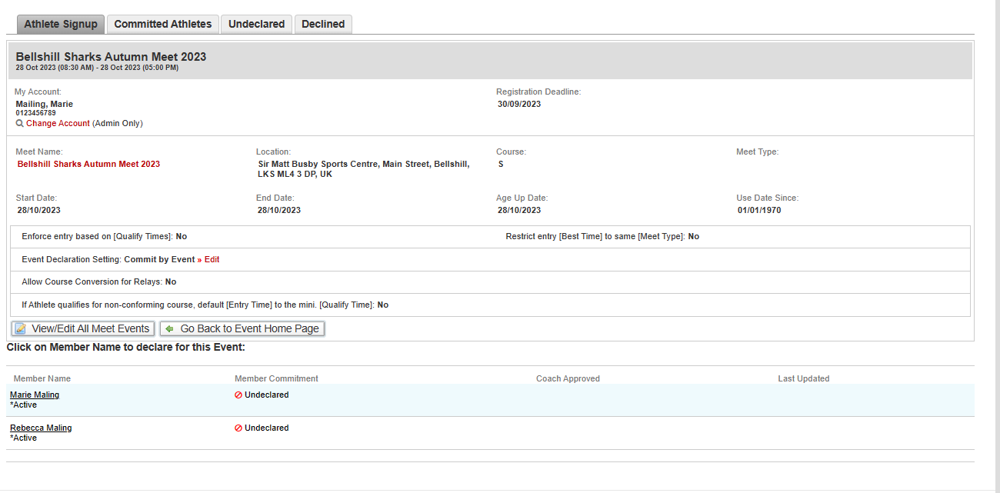 Athlete Signup Committed Athletes Undeclared Declined
Bellshill Sharks Autumn Meet 2023
28 Oct 2023 (08:30 AM) - 28 Oct 2023 (05:00 PM)
My Account: Registration Deadline:
Mailing, Marie 30/09/2023
0123456789
Change Account (Admin Only)
Meet Name: Location: Course: Meet Type:
Bellshill Sharks Autumn Meet 2023 Sir Matt Busby Sports Centre, Main Street, Bellshill, S
LKS ML4 3 DP, UK
Start Date: End Date: Age Up Date: Use Date Since:
28/10/2023 28/10/2023 28/10/2023 01/01/1970
Enforce entry based on [Qualify Times]: No Restrict entry [Best Time] to same [Meet Type]: No
Event Declaration Setting: Commit by Event » Edit
Allow Course Conversion for Relays: No
If Athlete qualifies for non-conforming course, default [Entry Time] to the mini. [Qualify Time]: No
View/Edit All Meet Events Go Back to Event Home Page
Click on Member Name to declare for this Event:
Member Name Member Commitment Coach Approved Last Updated
Marie Maling Undeclared
*Active
Rebecca Maling Undeclared
*Active